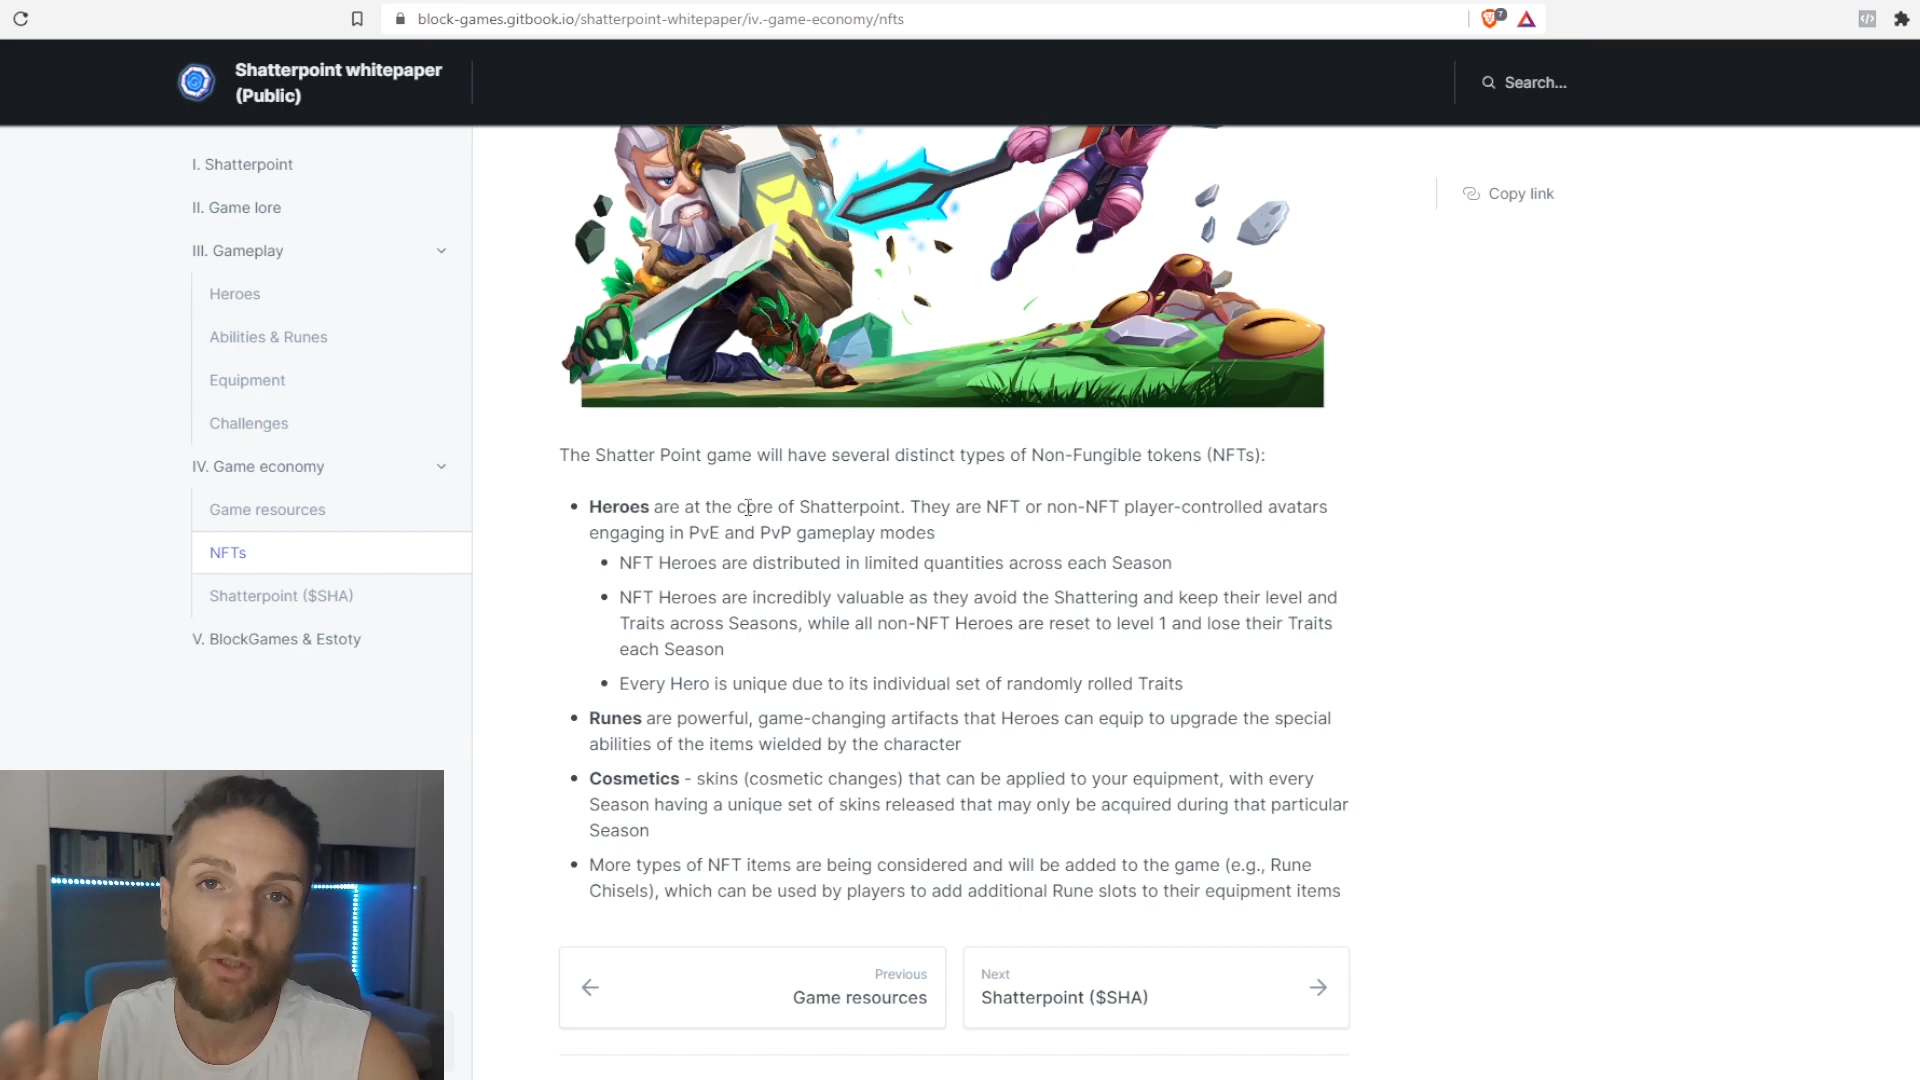 block-games.gitbook.io/shatterpoint-whitepaper/iv.-game-economy/nfts
7
Shatterpoint whitepaper
(Public)
Search...
I. Shatterpoint
II. Game lore
III. Gameplay
Heroes
Abilities & Runes
Equipment
Challenges
IV. Game economy
Game resources
NFTs
Shatterpoint ($SHA)
V. BlockGames & Estoty
Copy link
The Shatter Point game will have several distinct types of Non-Fungible tokens (NFTs):
• Heroes are at the core of Shatterpoint. They are NFT or non-NFT player-controlled avatars
engaging in PvE and PvP gameplay modes
• NFT Heroes are distributed in limited quantities across each Season
• NFT Heroes are incredibly valuable as they avoid the Shattering and keep their level and
Traits across Seasons, while all non-NFT Heroes are reset to level 1 and lose their Traits
each Season
• Every Hero is unique due to its individual set of randomly rolled Traits
• Runes are powerful, game-changing artifacts that Heroes can equip to upgrade the special
abilities of the items wielded by the character
• Cosmetics - skins (cosmetic changes) that can be applied to your equipment, with every
Season having a unique set of skins released that may only be acquired during that particular
Season
• More types of NFT items are being considered and will be added to the game (e.g., Rune
Chisels), which can be used by players to add additional Rune slots to their equipment items
Previous
Game resources
Next
Shatterpoint ($SHA)